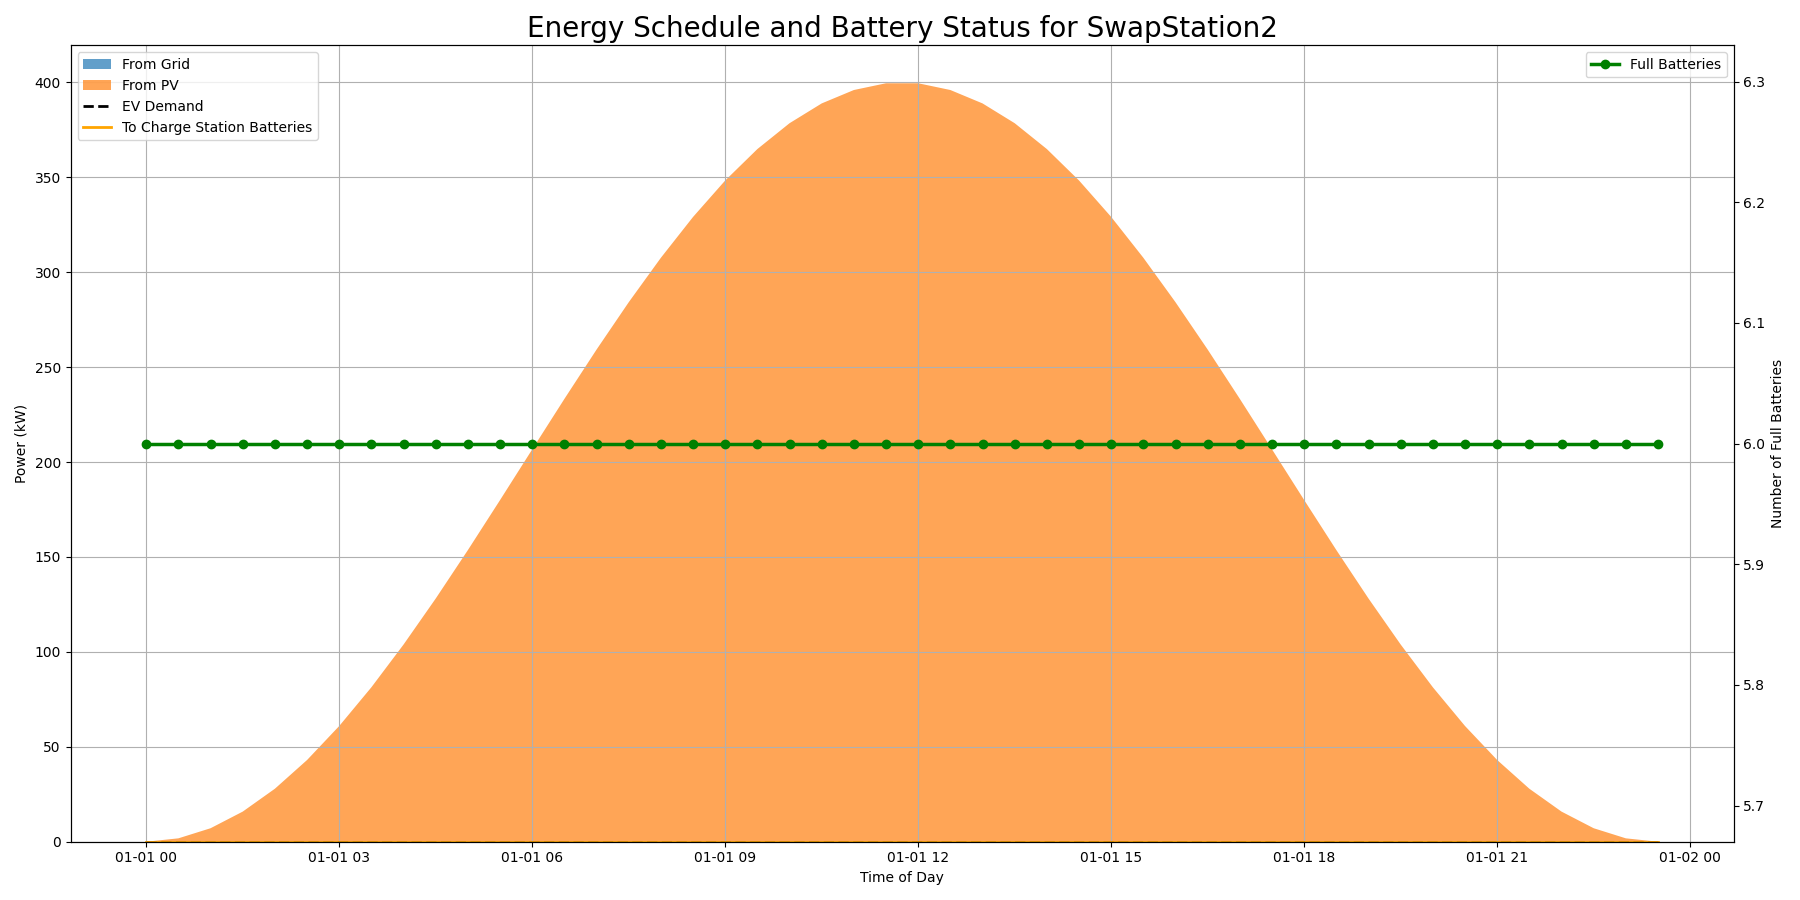 Energy Schedule and Battery Status for SwapStation2
From Grid
From PV
EV Demand
To Charge Station Batteries
Full Batteries
400
350
300
250
200
150
100
50
0
Power (kW)
6.3
6.2
6.1
6.0
5.9
5.8
5.7
Number of Full Batteries
01-01 00
01-01 03
01-01 06
01-01 09
01-01 12
01-01 15
01-01 18
01-01 21
01-02 00
Time of Day